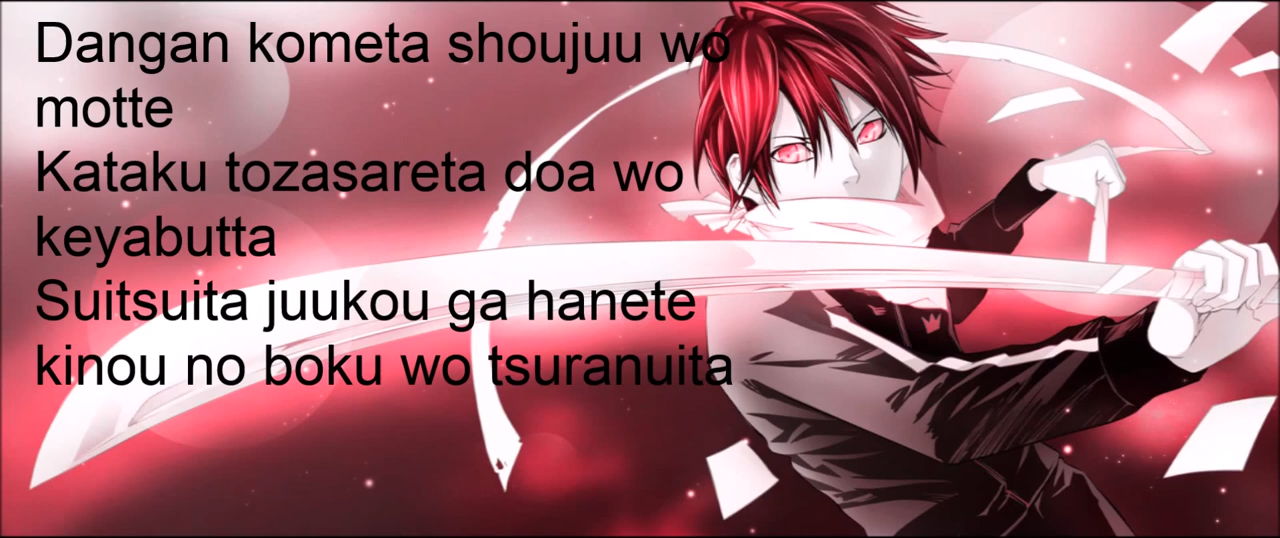 Dangan kometa shoujuu wo
motte
Kataku tozasareta doa wo
keyabutta
Suitsuita juukou ga hanete
kinou no boku wo tsuranuita